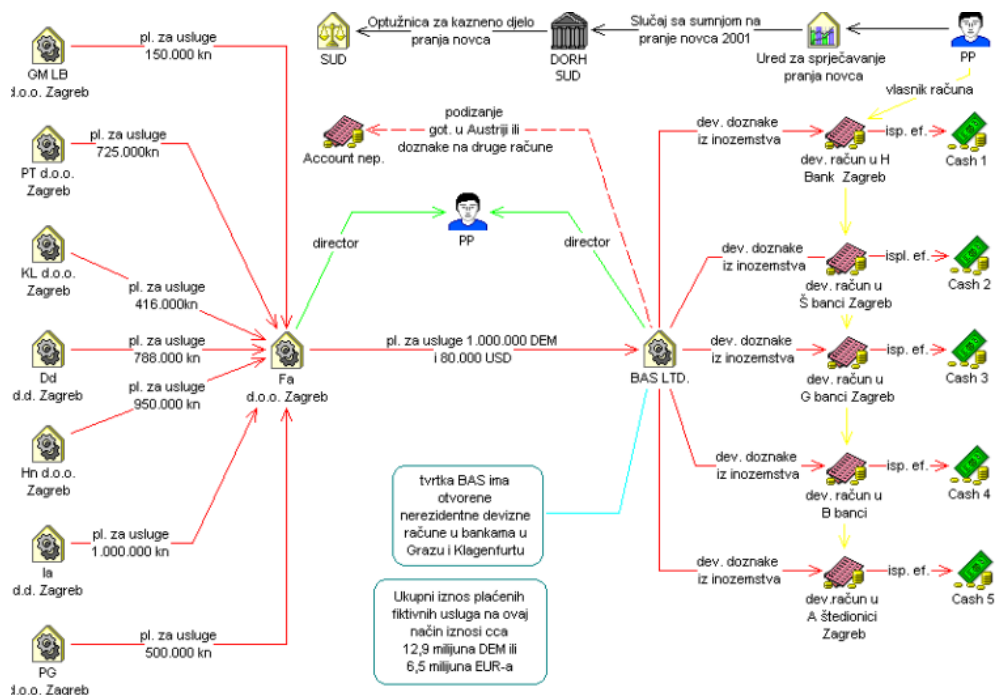 pl. za usluge
150.000 kn
GM LB
d.o.o. Zagreb
Optužnica za kazneno djelo
pranja novca
SUD
Slučaj sa sumnjom na
pranje novca 2001
DORH
SUD
Ured za sprječavanje
pranja novca
PP
vlasnik računa
pl. za usluge
725.000kn
PT d.o.o.
Zagreb
podizanje
got. u Austriji ili
doznake na druge račune
Account nep.
dev. doznake
iz inozemstva
dev. račun u H
Bank Zagreb
isp. ef.
Cash 1
director
PP
director
KL d.o.o.
Zagreb
pl. za usluge
416.000kn
dev. doznake
iz inozemstva
dev. račun u
Š banci Zagreb
ispl. ef.
Cash 2
pl. za usluge
788.000 kn
Dd
d.d. Zagreb
Fa
d.o.o. Zagreb
pl. za usluge 1.000.000 DEM
i 80.000 USD
BAS LTD.
dev. doznake
iz inozemstva
dev. račun u
G banci Zagreb
isp. ef.
Cash 3
pl. za usluge
950.000 kn
Hn d.o.o.
Zagreb
tvrtka BAS ima
otvorene
nerezidentne devizne
račune u bankama u
Grazu i Klagenfurtu
dev. doznake
iz inozemstva
dev. račun u
B banci
isp. ef.
Cash 4
pl. za usluge
1.000.000 kn
Ia
d.d. Zagreb
Ukupni iznos plaćenih
fiktivnih usluga na ovaj
način iznosi cca
12,9 milijuna DEM ili
6,5 milijuna EUR-a
dev. doznake
iz inozemstva
dev.račun u
A štedionici
Zagreb
isp. ef.
Cash 5
pl. za usluge
500.000 kn
PG
d.o.o. Zagreb